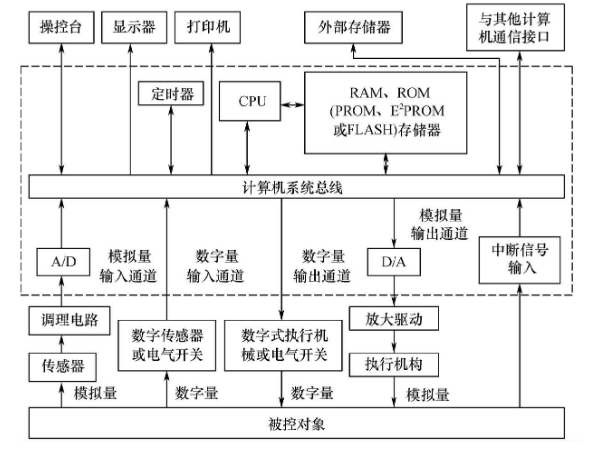 操控台
显示器
打印机
外部存储器
与其他计算
机通信接口
定时器
CPU
RAM、ROM
(PROM、E²PROM
或FLASH)存储器
计算机系统总线
A/D
模拟量
输入通道
数字量
输入通道
数字量
输出通道
模拟量
输出通道
D/A
中断信号
输入
调理电路
传感器
数字传感器
或电气开关
数字式执行机
械或电气开关
放大驱动
执行机构
模拟量
数字量
数字量
模拟量
被控对象